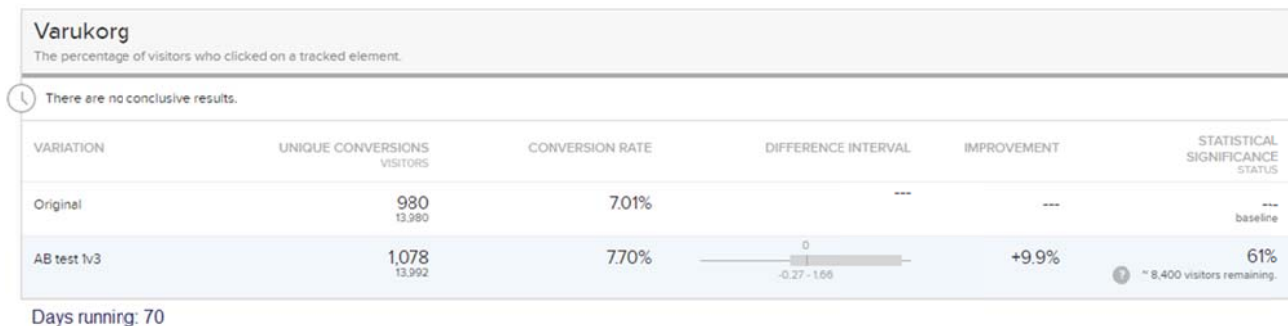 Varukorg
The percentage of visitors who clicked on a tracked element.
There are no conclusive results.
VARIATION UNIQUE CONVERSIONS CONVERSION RATE DIFFERENCE INTERVAL IMPROVEMENT STATISTICAL
VISITORS SIGNIFICANCE
STATUS
Original 980 7.01% --- --- ---
13,980 baseline
AB test 1v3 1,078 7.70% 0 +9.9% 61%
13,992 -0.27 - 1.66 ? ~ 8,400 visitors remaining.
Days running: 70